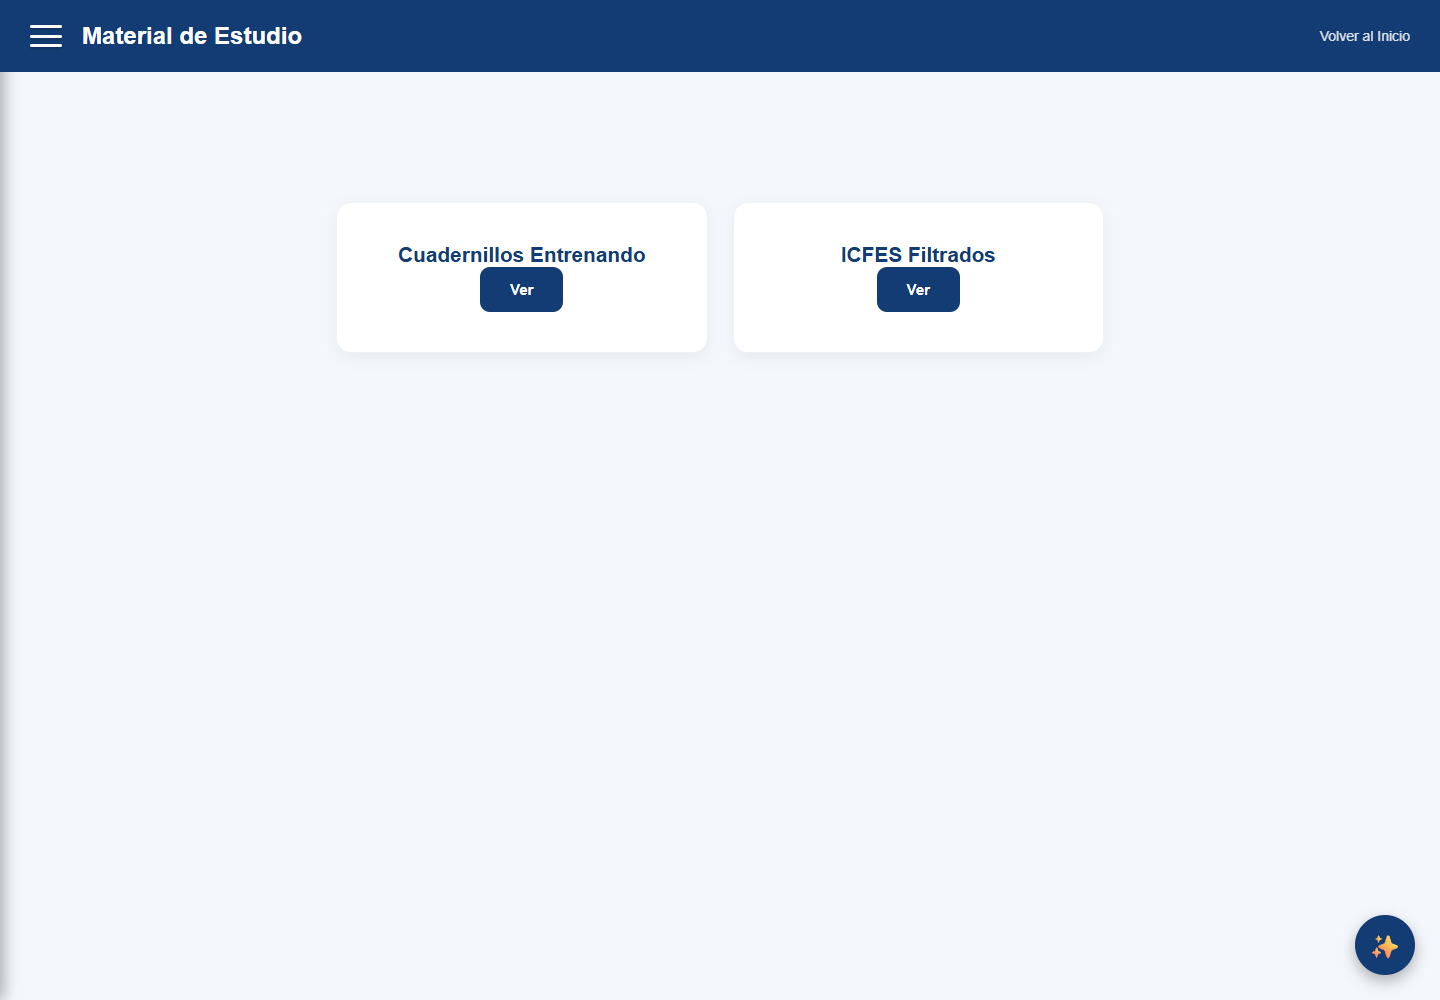 Material de Estudio
Volver al Inicio
Cuadernillos Entrenando
Ver
ICFES Filtrados
Ver